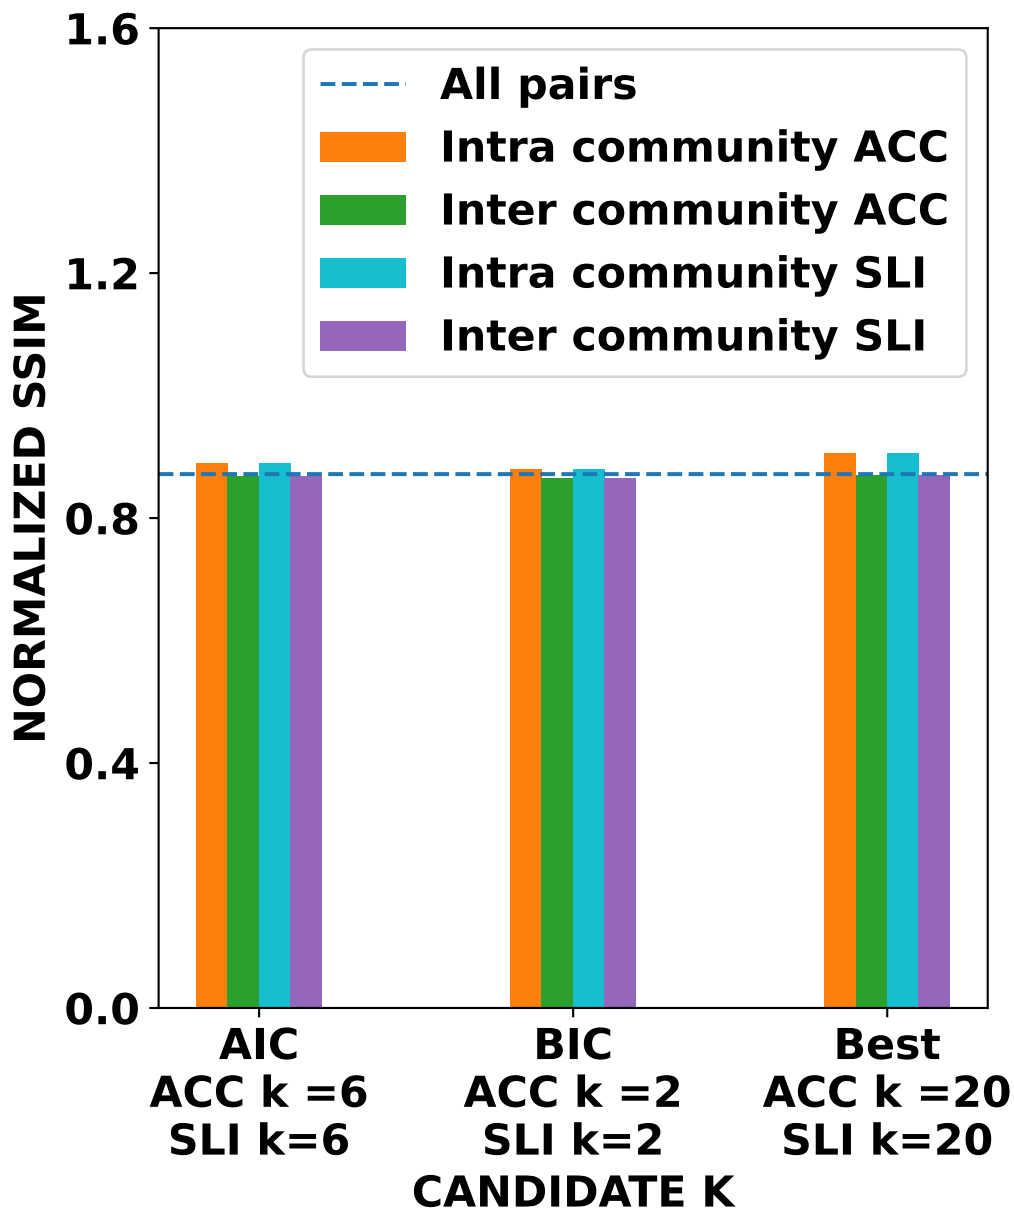 1.6
1.2
0.8
0.4
0.0
NORMALIZED SSIM
All pairs
Intra community ACC
Inter community ACC
Intra community SLI
Inter community SLI
AIC
ACC k =6
SLI k=6
BIC
ACC k =2
SLI k=2
Best
ACC k =20
SLI k=20
CANDIDATE K